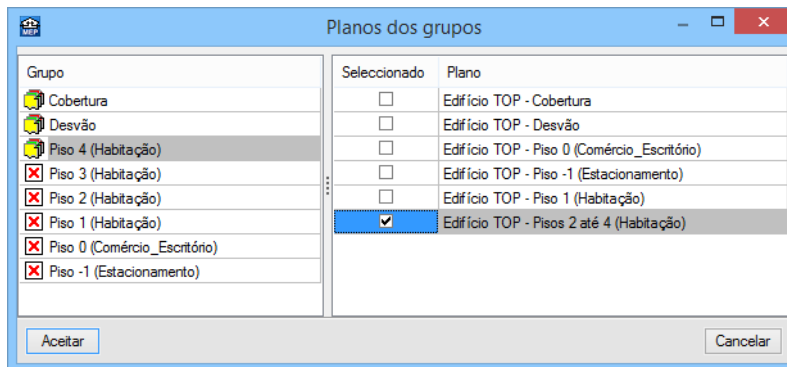 MEP
Planos dos grupos
Grupo
Cobertura
Desvão
Piso 4 (Habitação)
Piso 3 (Habitação)
Piso 2 (Habitação)
Piso 1 (Habitação)
Piso 0 (Comércio_Escritório)
Piso -1 (Estacionamento)
Seleccionado Plano
Edifício TOP - Cobertura
Edifício TOP - Desvão
Edifício TOP - Piso 0 (Comércio_Escritório)
Edifício TOP - Piso -1 (Estacionamento)
Edifício TOP - Piso 1 (Habitação)
Edifício TOP - Pisos 2 até 4 (Habitação)
Aceitar
Cancelar